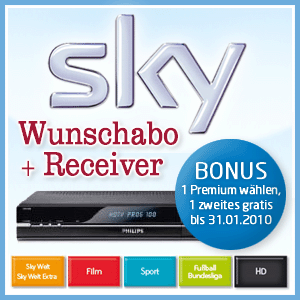 sky
Wunschabo
+ Receiver
BONUS
1 Premium wählen,
1 zweites gratis
bis 31.01.2010
HDTV PROG 100
PHILIPS
Sky Welt
Sky Welt Extra
Film
Sport
Fußball
Bundesliga
HD